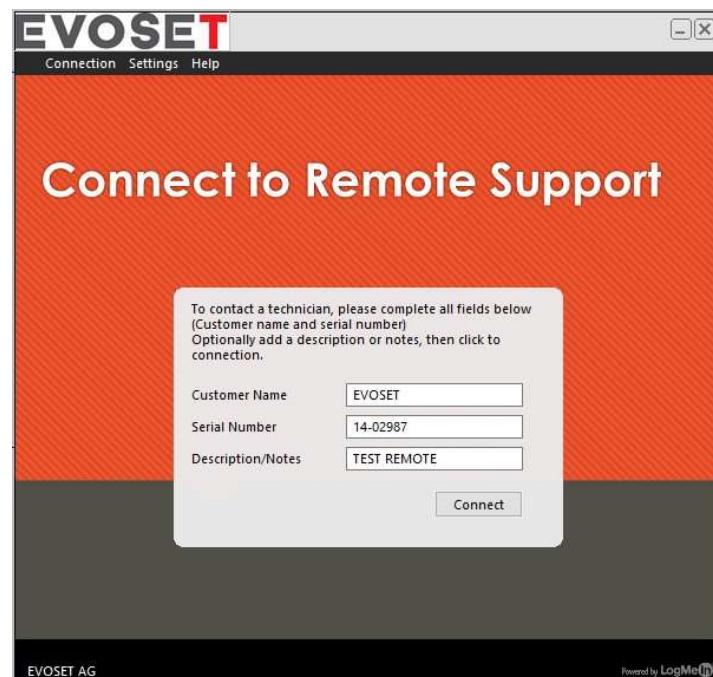 EVOSET
Connection Settings Help
Connect to Remote Support
To contact a technician, please complete all fields below
(Customer name and serial number)
Optionally add a description or notes, then click to
connection.
Customer Name EVOSET
Serial Number 14-02987
Description/Notes TEST REMOTE
Connect
EVOSET AG Powered by LogMeIn